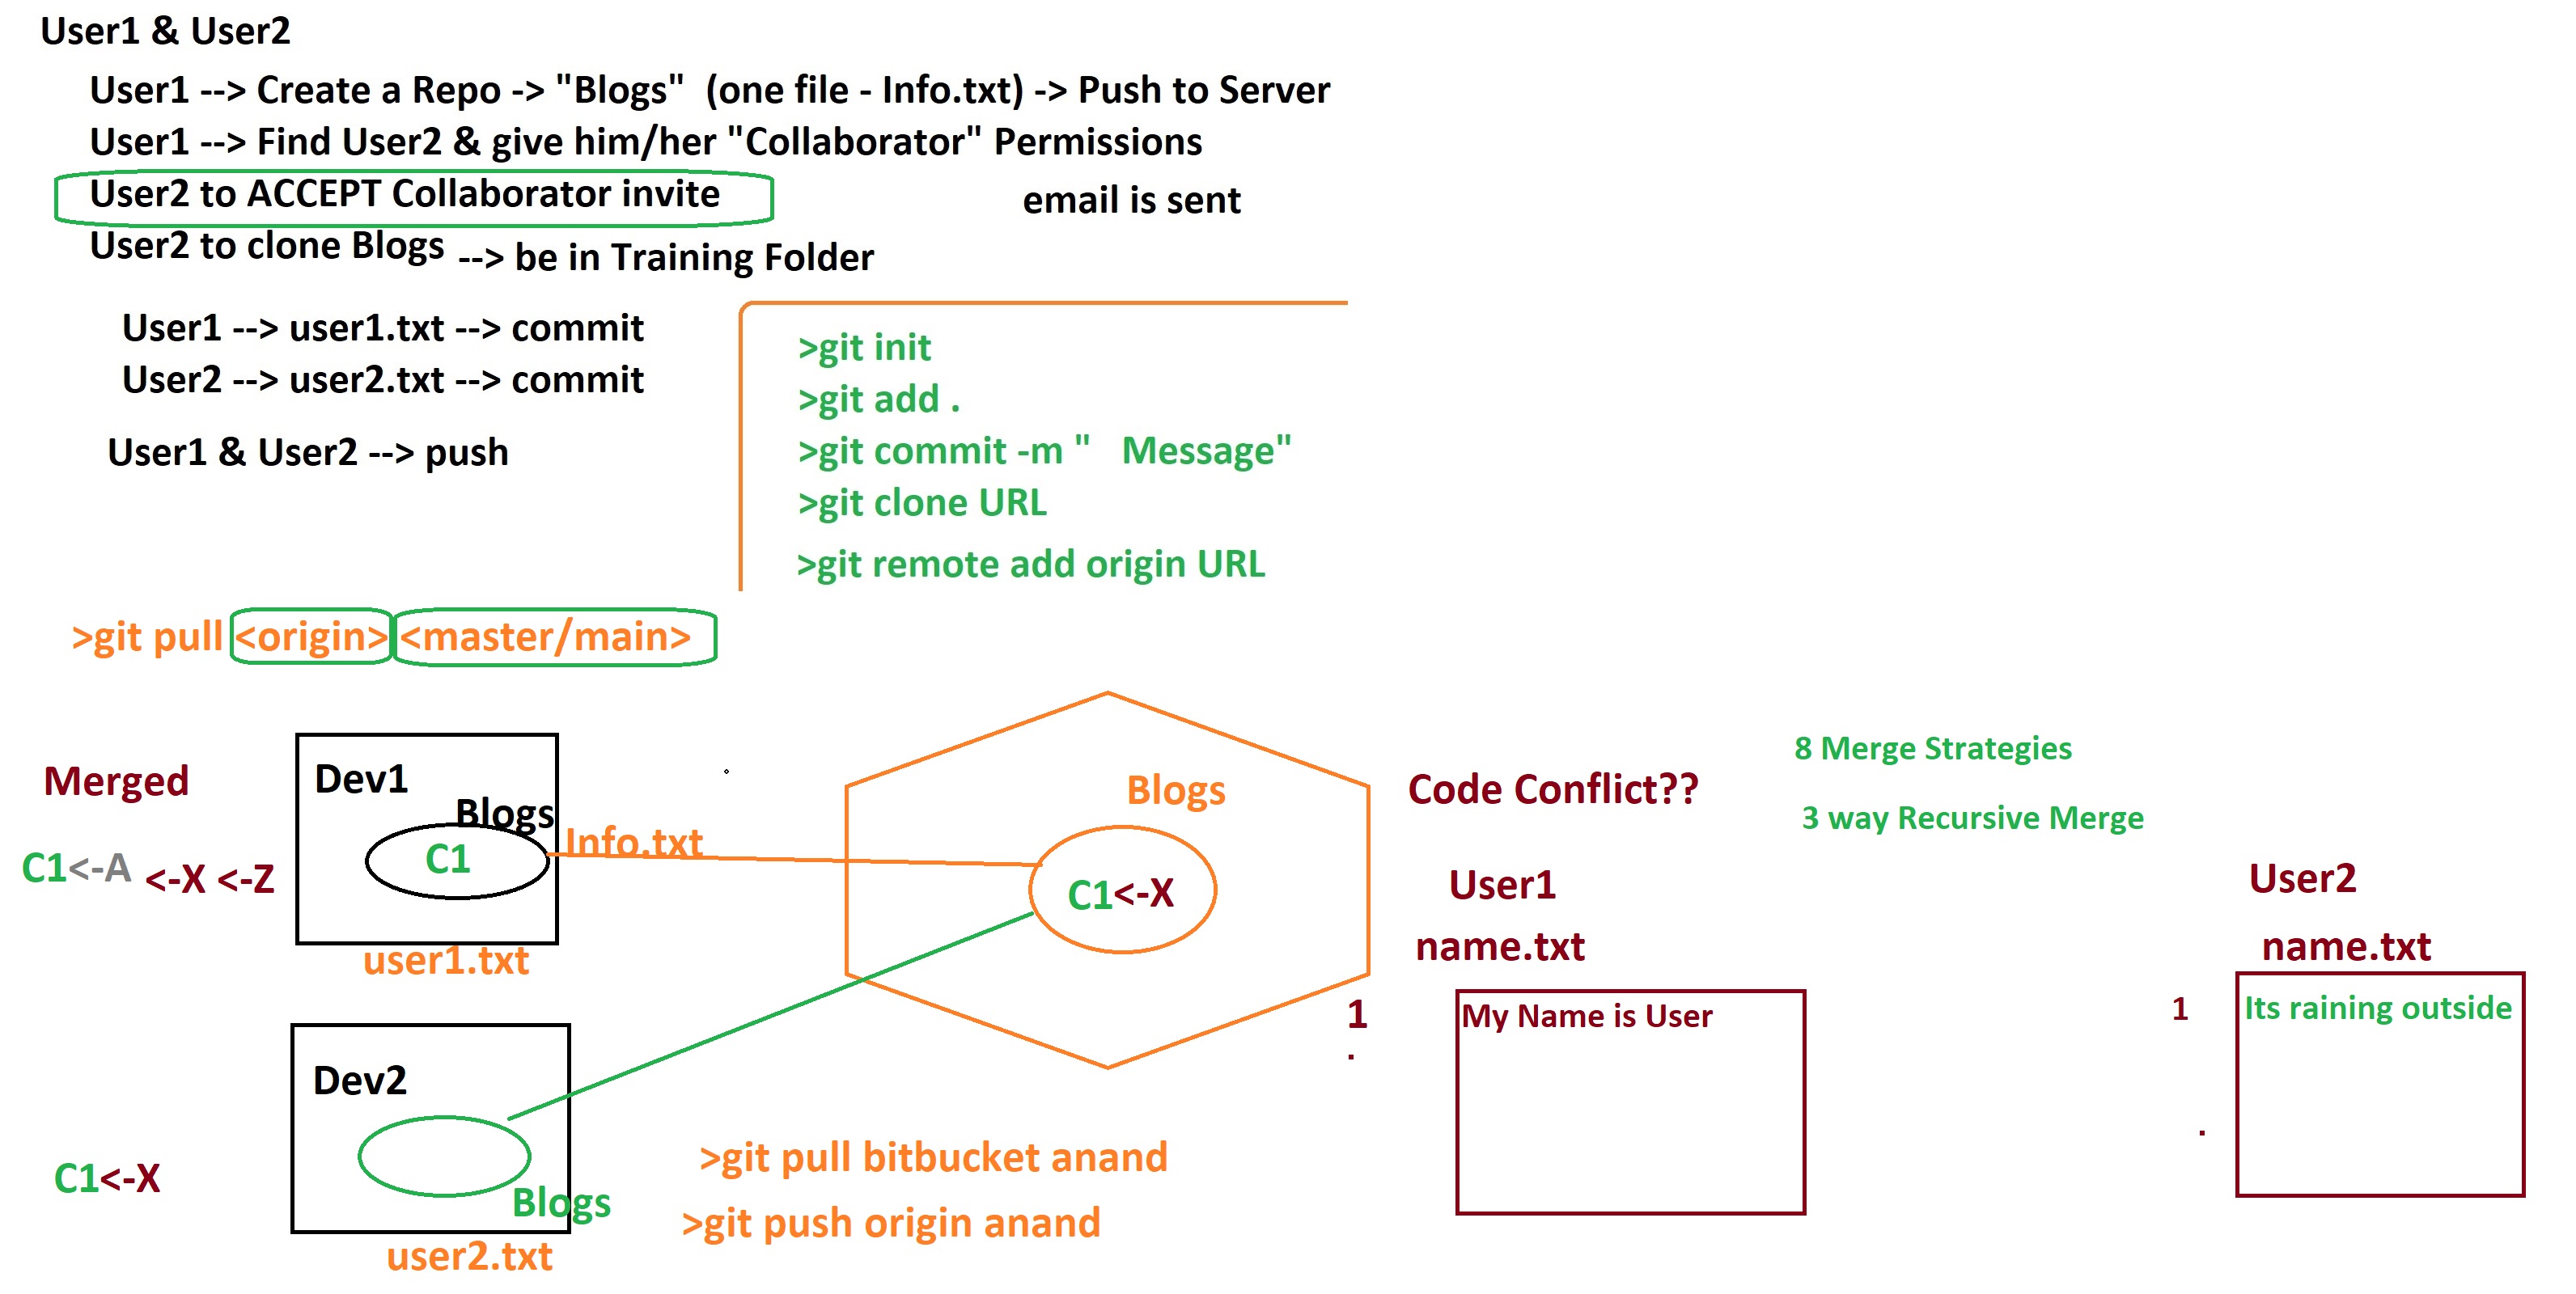 User1 & User2
User1 --> Create a Repo -> "Blogs"  (one file - Info.txt) -> Push to Server
User1 --> Find User2 & give him/her "Collaborator" Permissions
User2 to ACCEPT Collaborator invite
email is sent
User2 to clone Blogs --> be in Training Folder
User1 --> user1.txt --> commit
User2 --> user2.txt --> commit
User1 & User2 --> push
>git init
>git add .
>git commit -m "   Message"
>git clone URL
>git remote add origin URL
>git pull <origin> <master/main>
Merged
C1<-A <-X <-Z
Dev1
Blogs
C1
Info.txt
user1.txt
Blogs
C1<-X
Dev2
Blogs
user2.txt
C1<-X
>git pull bitbucket anand
>git push origin anand
Code Conflict??
8 Merge Strategies
3 way Recursive Merge
User1
name.txt
1
.
My Name is User
User2
name.txt
1
.
Its raining outside